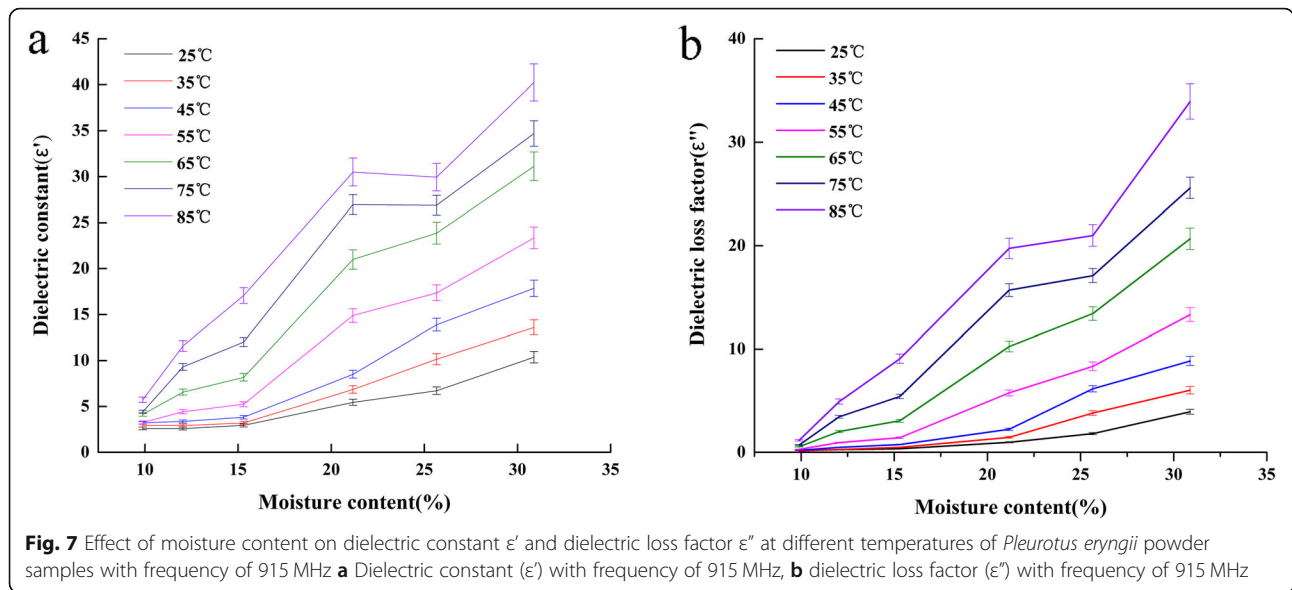 a
45
40
35
30
25
20
15
10
5
0
Dielectric constant(ε')
25℃
35℃
45℃
55℃
65℃
75℃
85℃
10 15 20 25 30 35
Moisture content(%)
b
40
30
20
10
0
Dielectric loss factor(ε'')
25℃
35℃
45℃
55℃
65℃
75℃
85℃
10 15 20 25 30 35
Moisture content(%)
Fig. 7 Effect of moisture content on dielectric constant ε′ and dielectric loss factor ε″ at different temperatures of Pleurotus eryngii powder
samples with frequency of 915 MHz a Dielectric constant (ε′) with frequency of 915 MHz, b dielectric loss factor (ε″) with frequency of 915 MHz